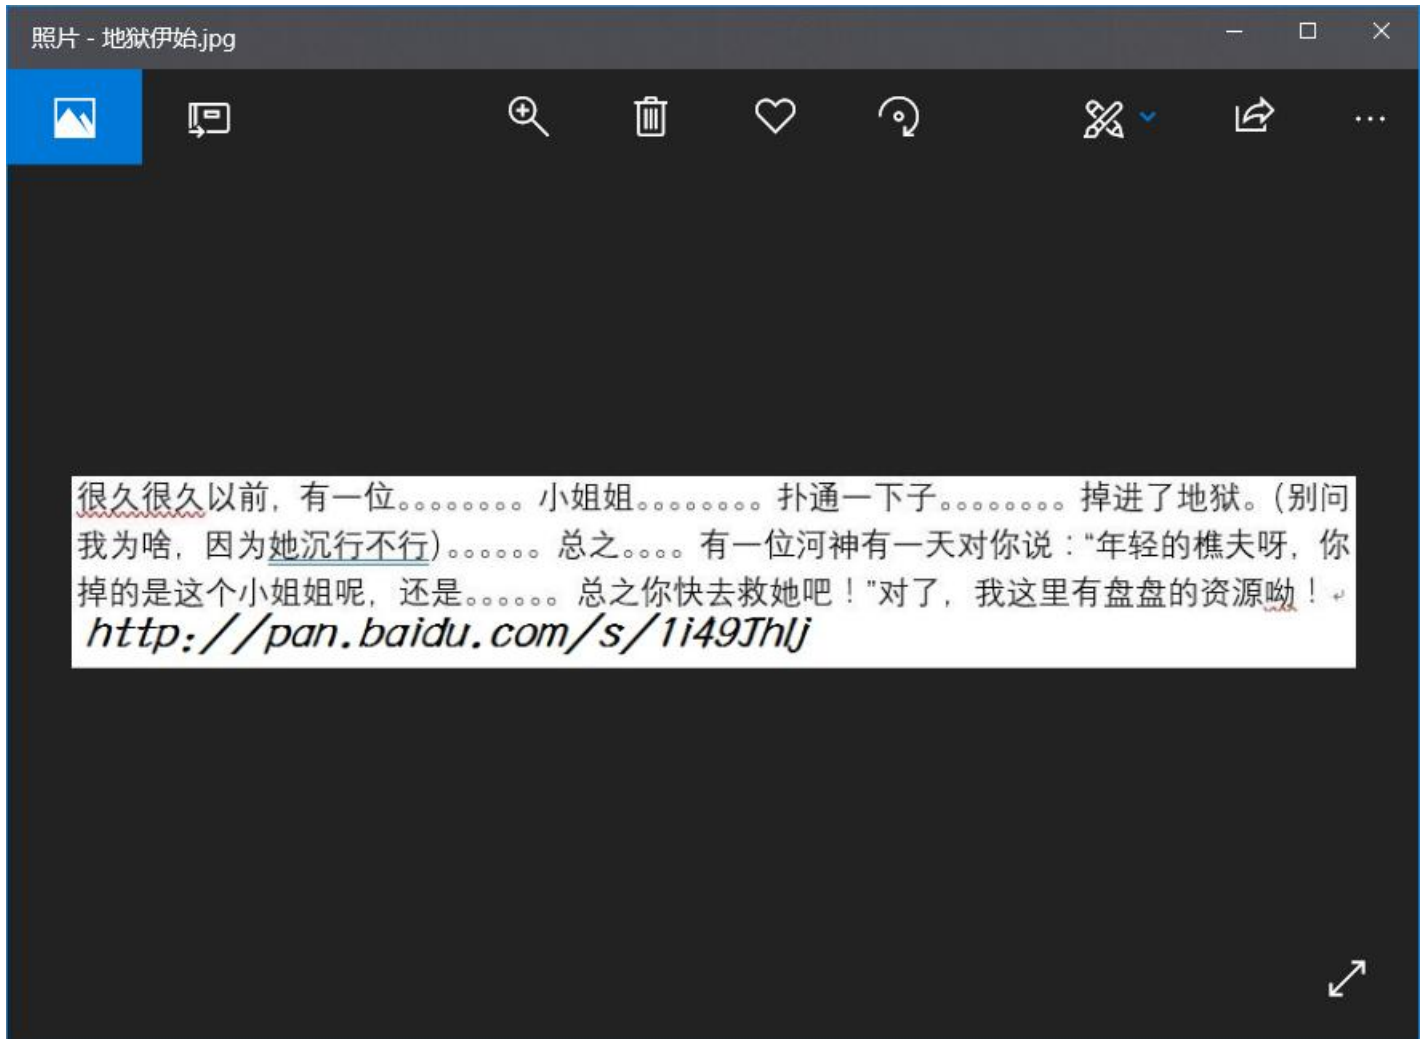 照片 - 地狱伊始.jpg
很久很久以前，有一位。。。。。。。。小姐姐。。。。。。。。扑通一下子。。。。。。。。掉进了地狱。（别问
我为啥，因为她沉行不行）。。。。。。总之。。。。有一位河神有一天对你说：“年轻的樵夫呀，你
掉的是这个小姐姐呢，还是。。。。。。总之你快去救她吧！”对了，我这里有盘盘的资源呦！
http://pan.baidu.com/s/1i49Jhlj